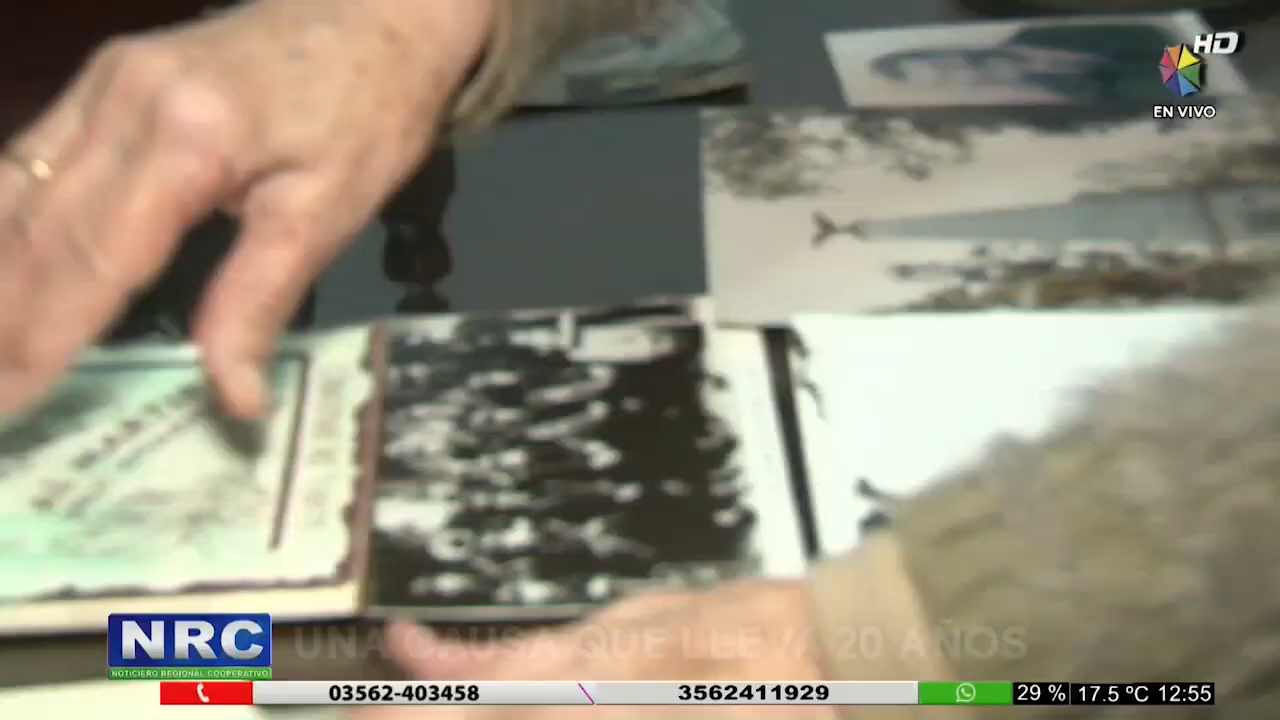 HD
EN VIVO
NRC
NOTICIERO REGIONAL COOPERATIVO
UNA CAUSA QUE LLEVA 20 AÑOS
03562-403458
3562411929
29 %
17.5 ºC
12:55